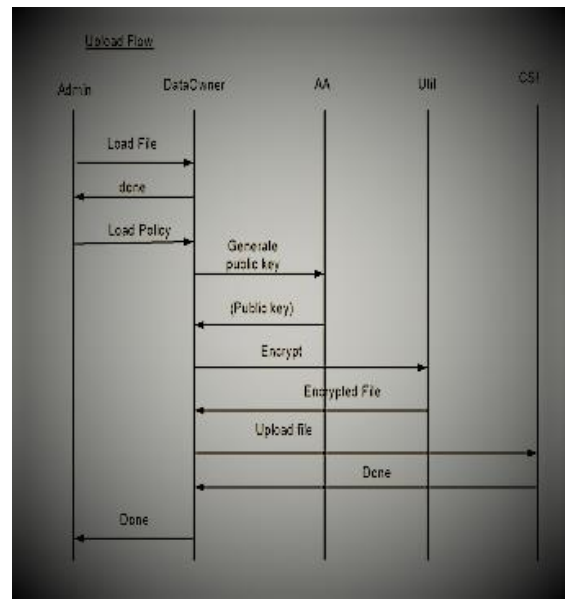 Upload Flow
Admin
DataOwner
AA
Util
Load File
done
Load Policy
Generate
public key
(Public key)
Encrypt
Encrypted File
Upload file
Done
Done